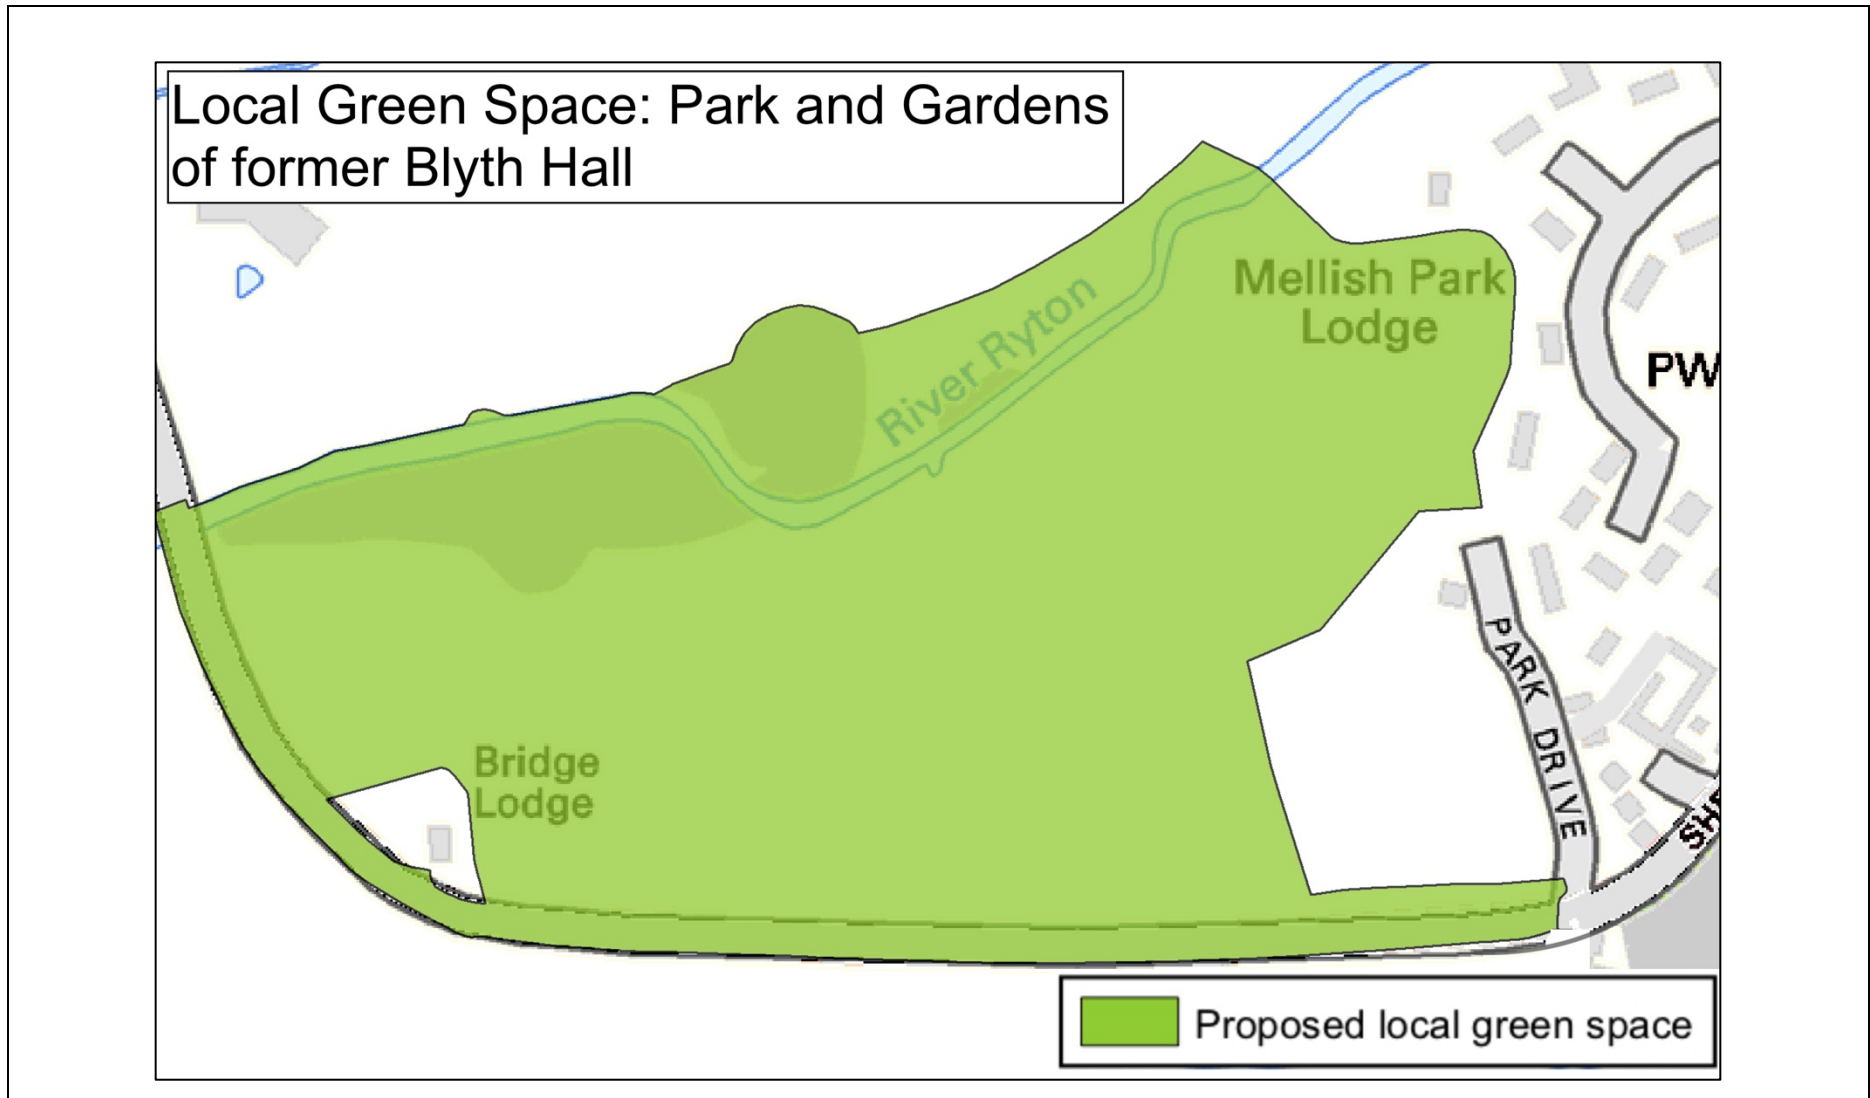 Local Green Space: Park and Gardens
of former Blyth Hall
Mellish Park
Lodge
River Ryton
PW
PARK DRIVE
Bridge
Lodge
Proposed local green space